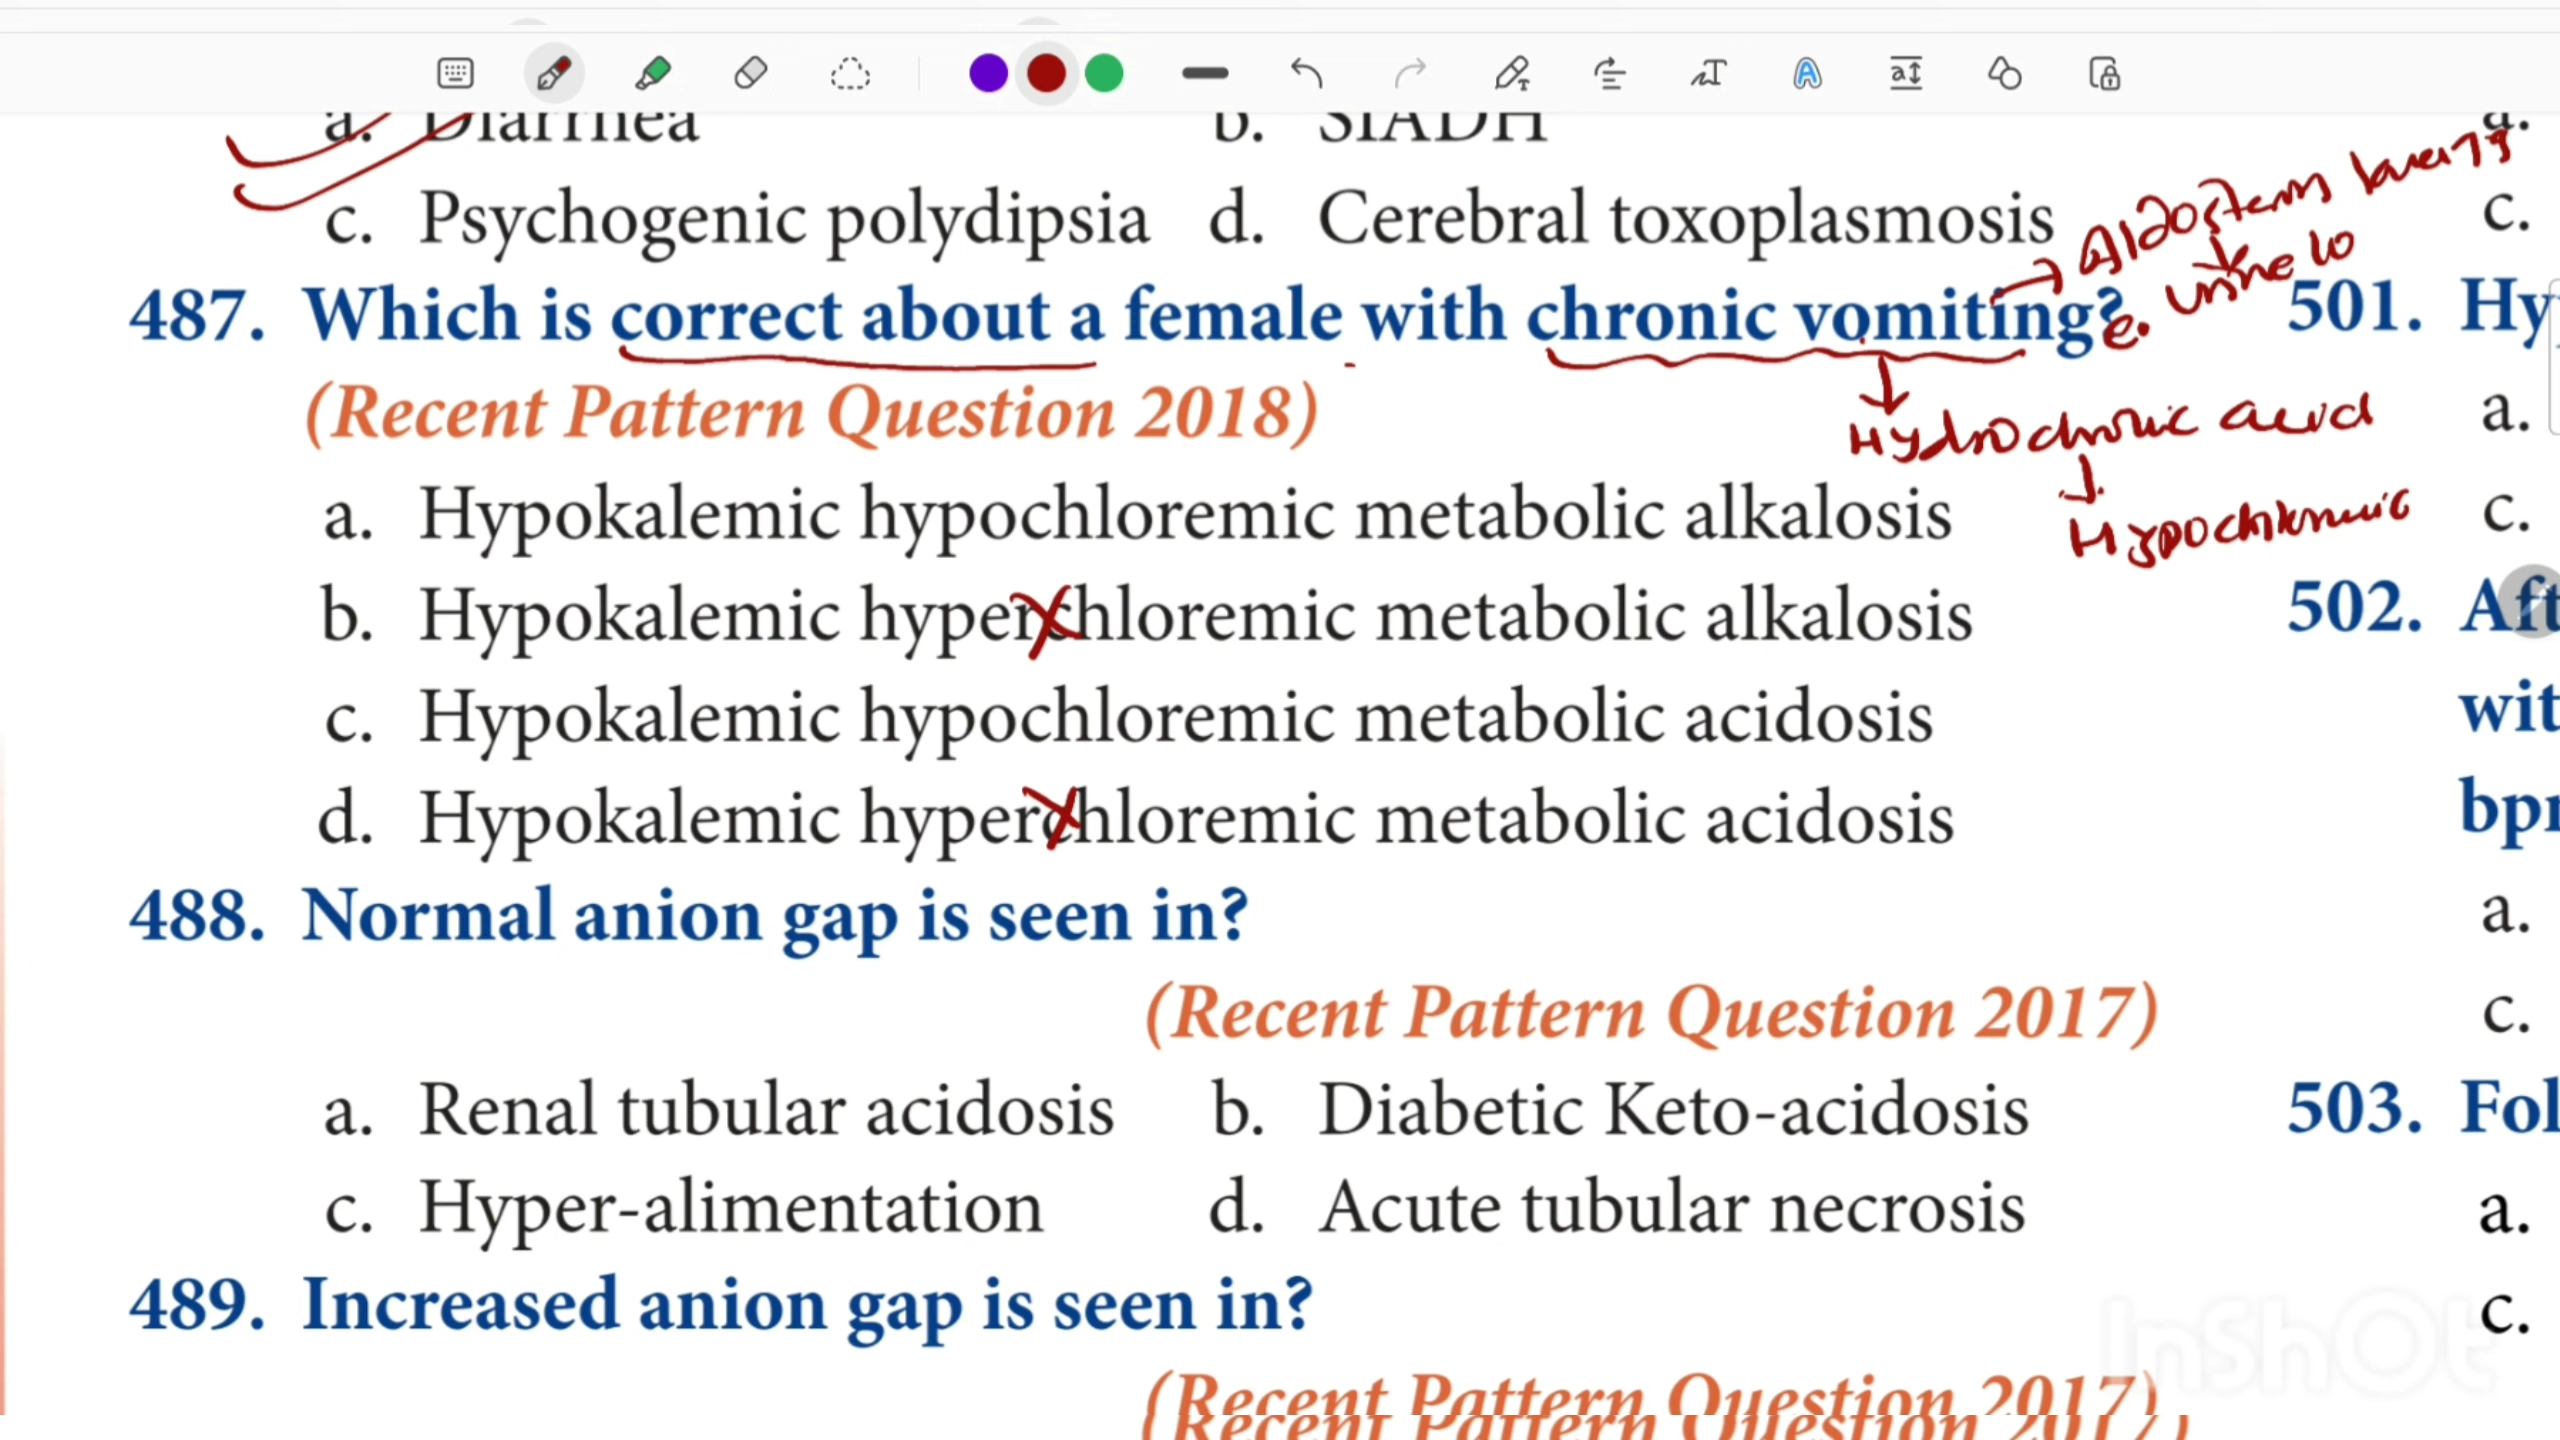 a. Diarrhea b. SIADH
c. Psychogenic polydipsia d. Cerebral toxoplasmosis
487. Which is correct about a female with chronic vomiting?
(Recent Pattern Question 2018)
a. Hypokalemic hypochloremic metabolic alkalosis
b. Hypokalemic hyperchloremic metabolic alkalosis
c. Hypokalemic hypochloremic metabolic acidosis
d. Hypokalemic hyperchloremic metabolic acidosis
488. Normal anion gap is seen in?
(Recent Pattern Question 2017)
a. Renal tubular acidosis b. Diabetic Keto-acidosis
c. Hyper-alimentation d. Acute tubular necrosis
489. Increased anion gap is seen in?
(Recent Pattern Question 2017)
a.
c.
501. Hy
a.
c.
502. Aft
wit
bpm
a.
c.
503. Fol
a.
c.
acid
InShOt